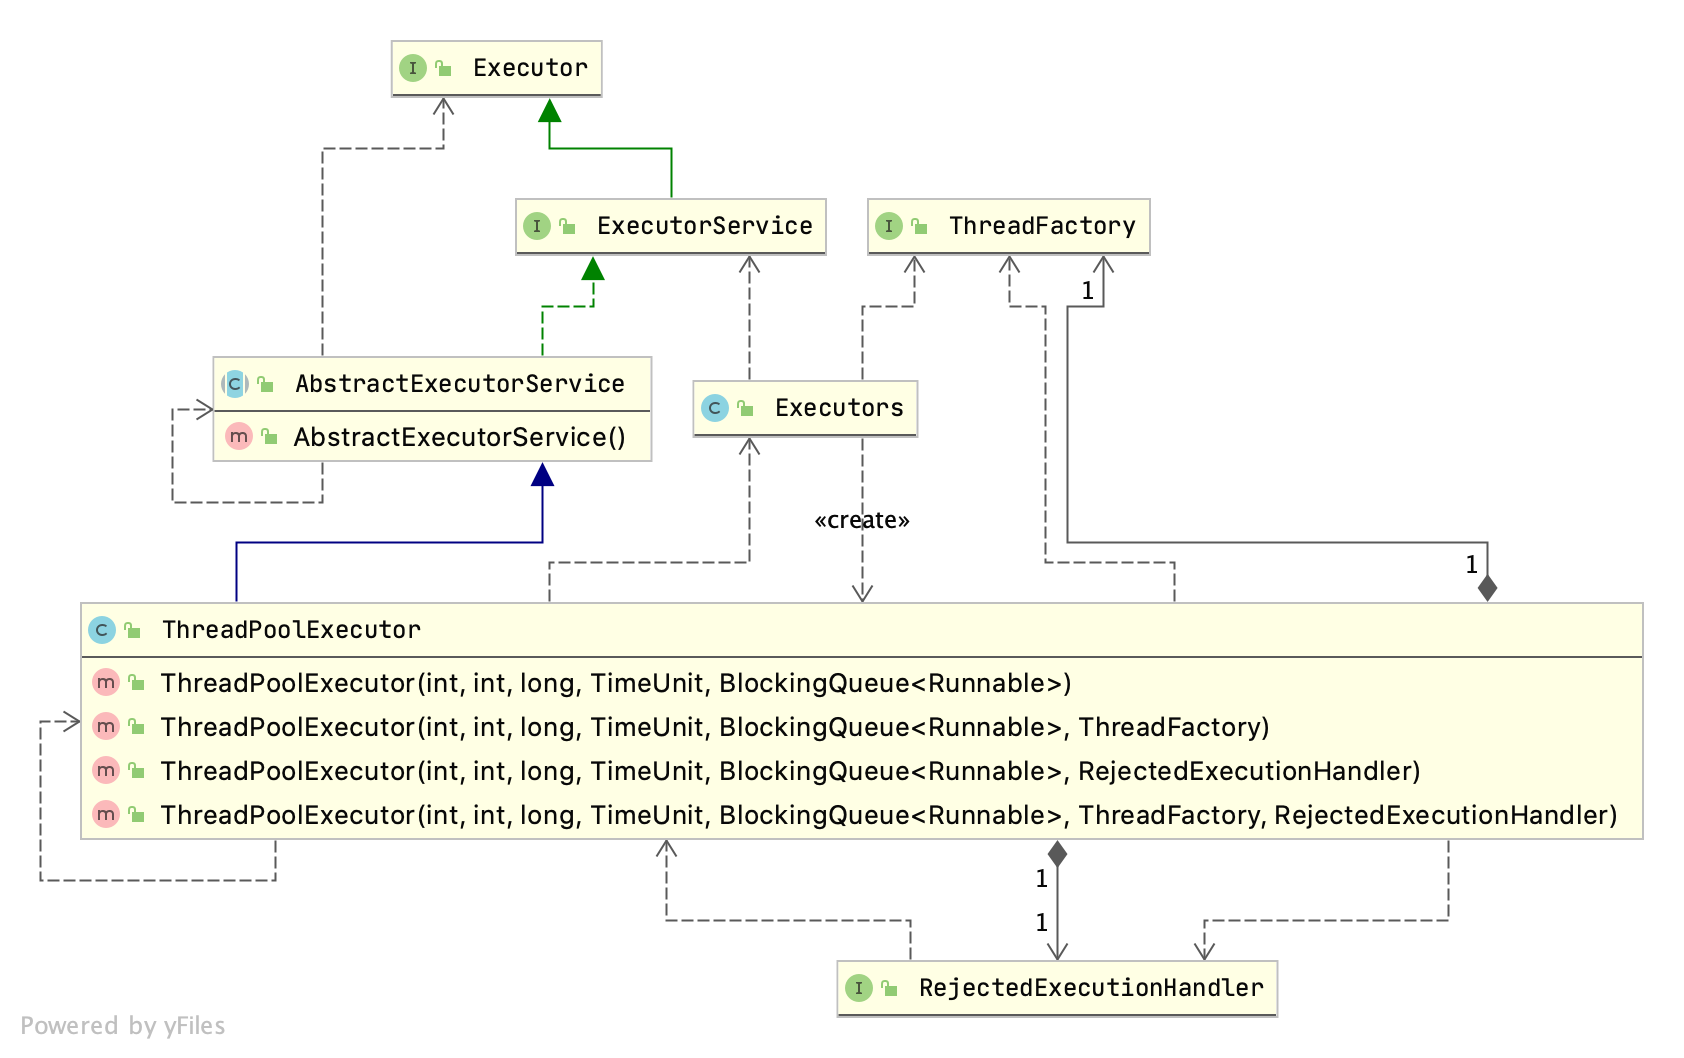 Executor
ExecutorService
ThreadFactory
1
AbstractExecutorService
AbstractExecutorService()
Executors
«create»
1
ThreadPoolExecutor
ThreadPoolExecutor(int, int, long, TimeUnit, BlockingQueue<Runnable>)
ThreadPoolExecutor(int, int, long, TimeUnit, BlockingQueue<Runnable>, ThreadFactory)
ThreadPoolExecutor(int, int, long, TimeUnit, BlockingQueue<Runnable>, RejectedExecutionHandler)
ThreadPoolExecutor(int, int, long, TimeUnit, BlockingQueue<Runnable>, ThreadFactory, RejectedExecutionHandler)
1
1
RejectedExecutionHandler
Powered by yFiles